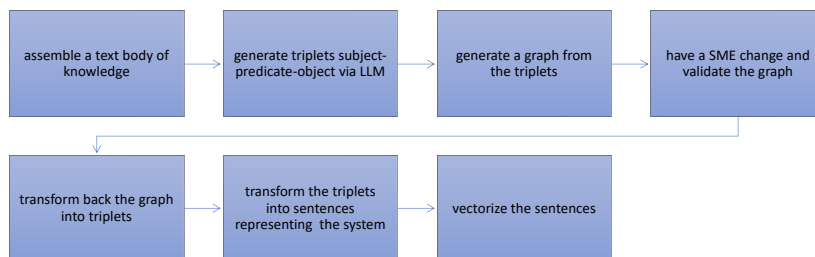 assemble a text body of
knowledge
generate triplets subject-
predicate-object via LLM
generate a graph from
the triplets
have a SME change and
validate the graph
transform back the graph
into triplets
transform the triplets
into sentences
representing the system
vectorize the sentences